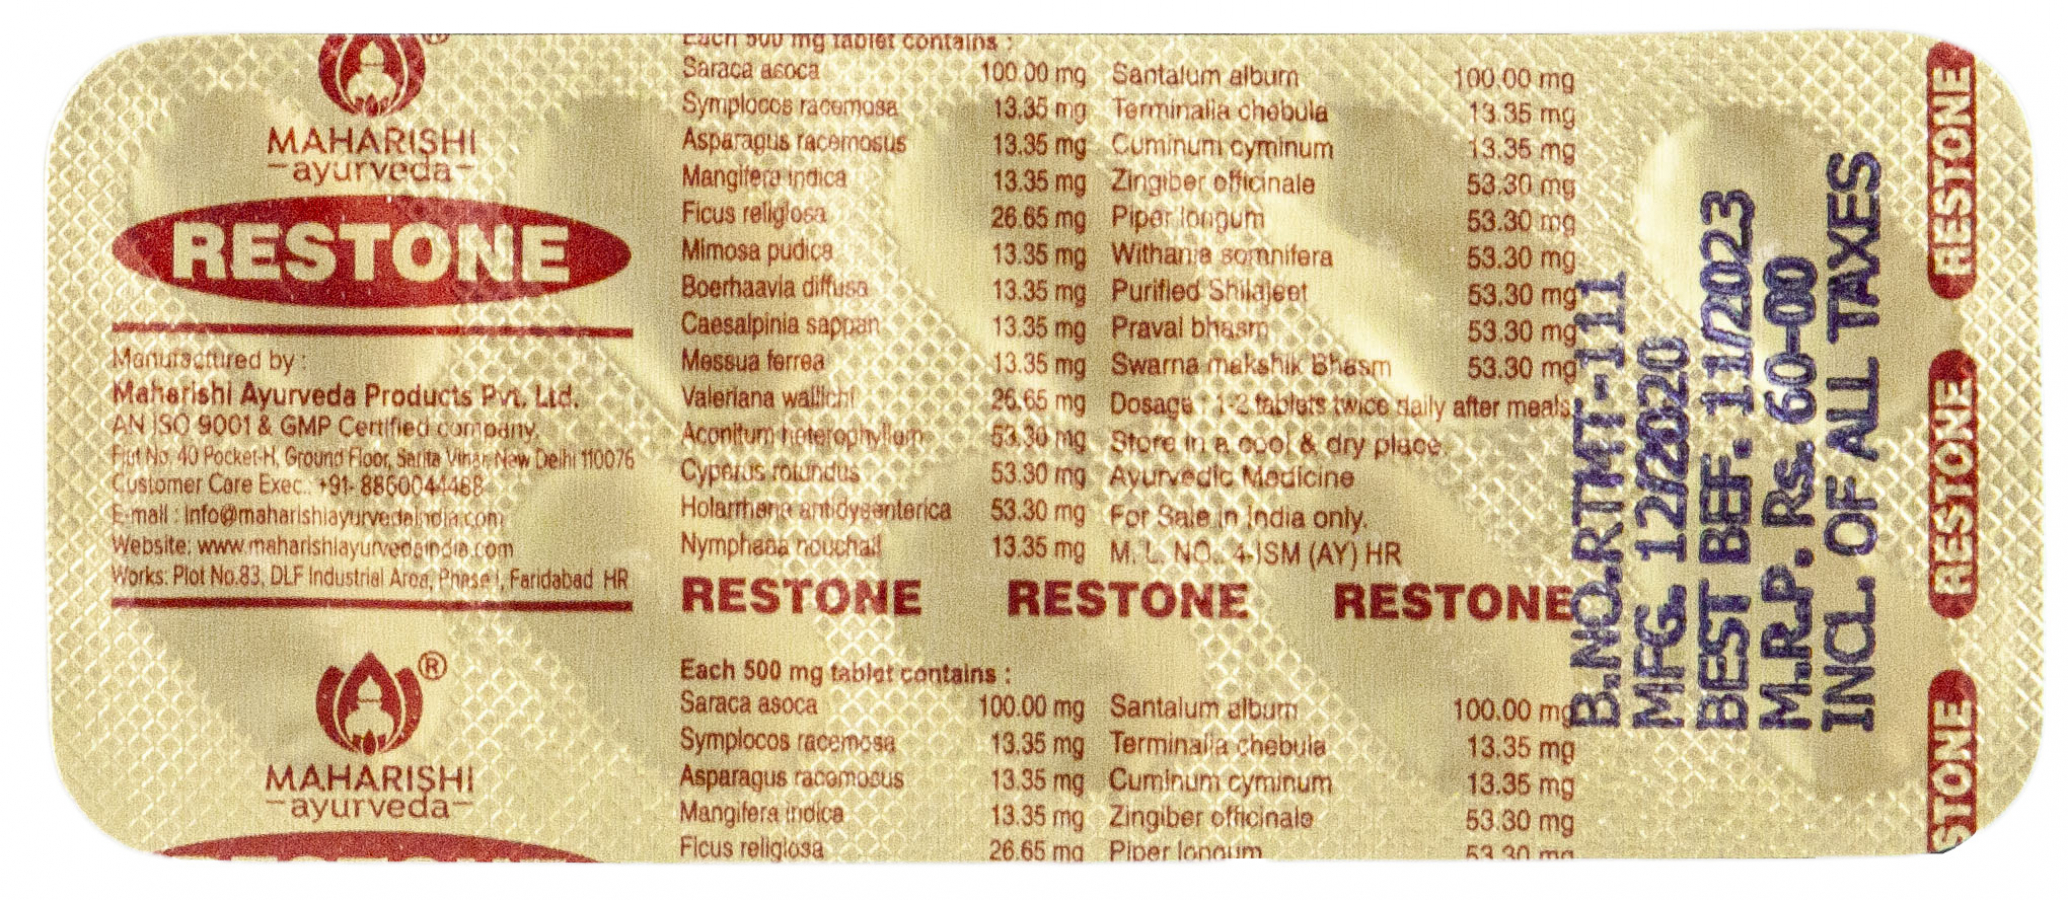 MAHARISHI
ayurveda
RESTONE
Manufactured by :
Maharishi Ayurveda Products Pvt. Ltd.
AN ISO 9001 & GMP Certified company.
Flat No. 40 Pocket-H, Ground Floor, Sarita Vihar, New Delhi 110076
Customer Care Exec.: +91- 8860044488
E-mail : info@maharishiayurvedaindia.com
Website: www.maharishiayurvedaindia.com
Works: Plot No.83, DLF Industrial Area, Phase I, Faridabad HR
®
MAHARISHI
ayurveda
Each 500 mg tablet contains :
Saraca asoca 100.00 mg Santalum album 100.00 mg
Symplocos racemosa 13.35 mg Terminalia chebula 13.35 mg
Asparagus racemosus 13.35 mg Cuminum cyminum 13.35 mg
Mangifera indica 13.35 mg Zingiber officinale 53.30 mg
Ficus religiosa 26.65 mg Piper longum 53.30 mg
Mimosa pudica 13.35 mg Withania somnifera 53.30 mg
Boerhaavia diffusa 13.35 mg Purified Shilajeet 53.30 mg
Caesalpinia sappan 13.35 mg Praval bhasm 53.30 mg
Messua ferrea 13.35 mg Swarna makshik Bhasm 53.30 mg
Valeriana wallichi 26.65 mg Dosage : 1-2 tablets twice daily after meals.
Aconitum heterophyllem 53.30 mg Store in a cool & dry place.
Cyperus rotundus 53.30 mg Ayurvedic Medicine
Holarrhena antidysenterica 53.30 mg For Sale in India only.
Nymphaea nouchali 13.35 mg M. L. NO.. 4-ISM (AY) HR
RESTONE RESTONE RESTONE
Each 500 mg tablet contains :
Saraca asoca 100.00 mg Santalum album 100.00 mg
Symplocos racemosa 13.35 mg Terminalia chebula 13.35 mg
Asparagus racemosus 13.35 mg Cuminum cyminum 13.35 mg
Mangifera indica 13.35 mg Zingiber officinale 53.30 mg
Ficus religiosa 26.65 mg Piper longum 53.30 mg
B.NO.RTMT-111
MFG. 12/2020
BEST BEF. 11/2023
M.R.P. Rs. 60-00
INCL. OF ALL TAXES
RESTONE
RESTONE
STONE